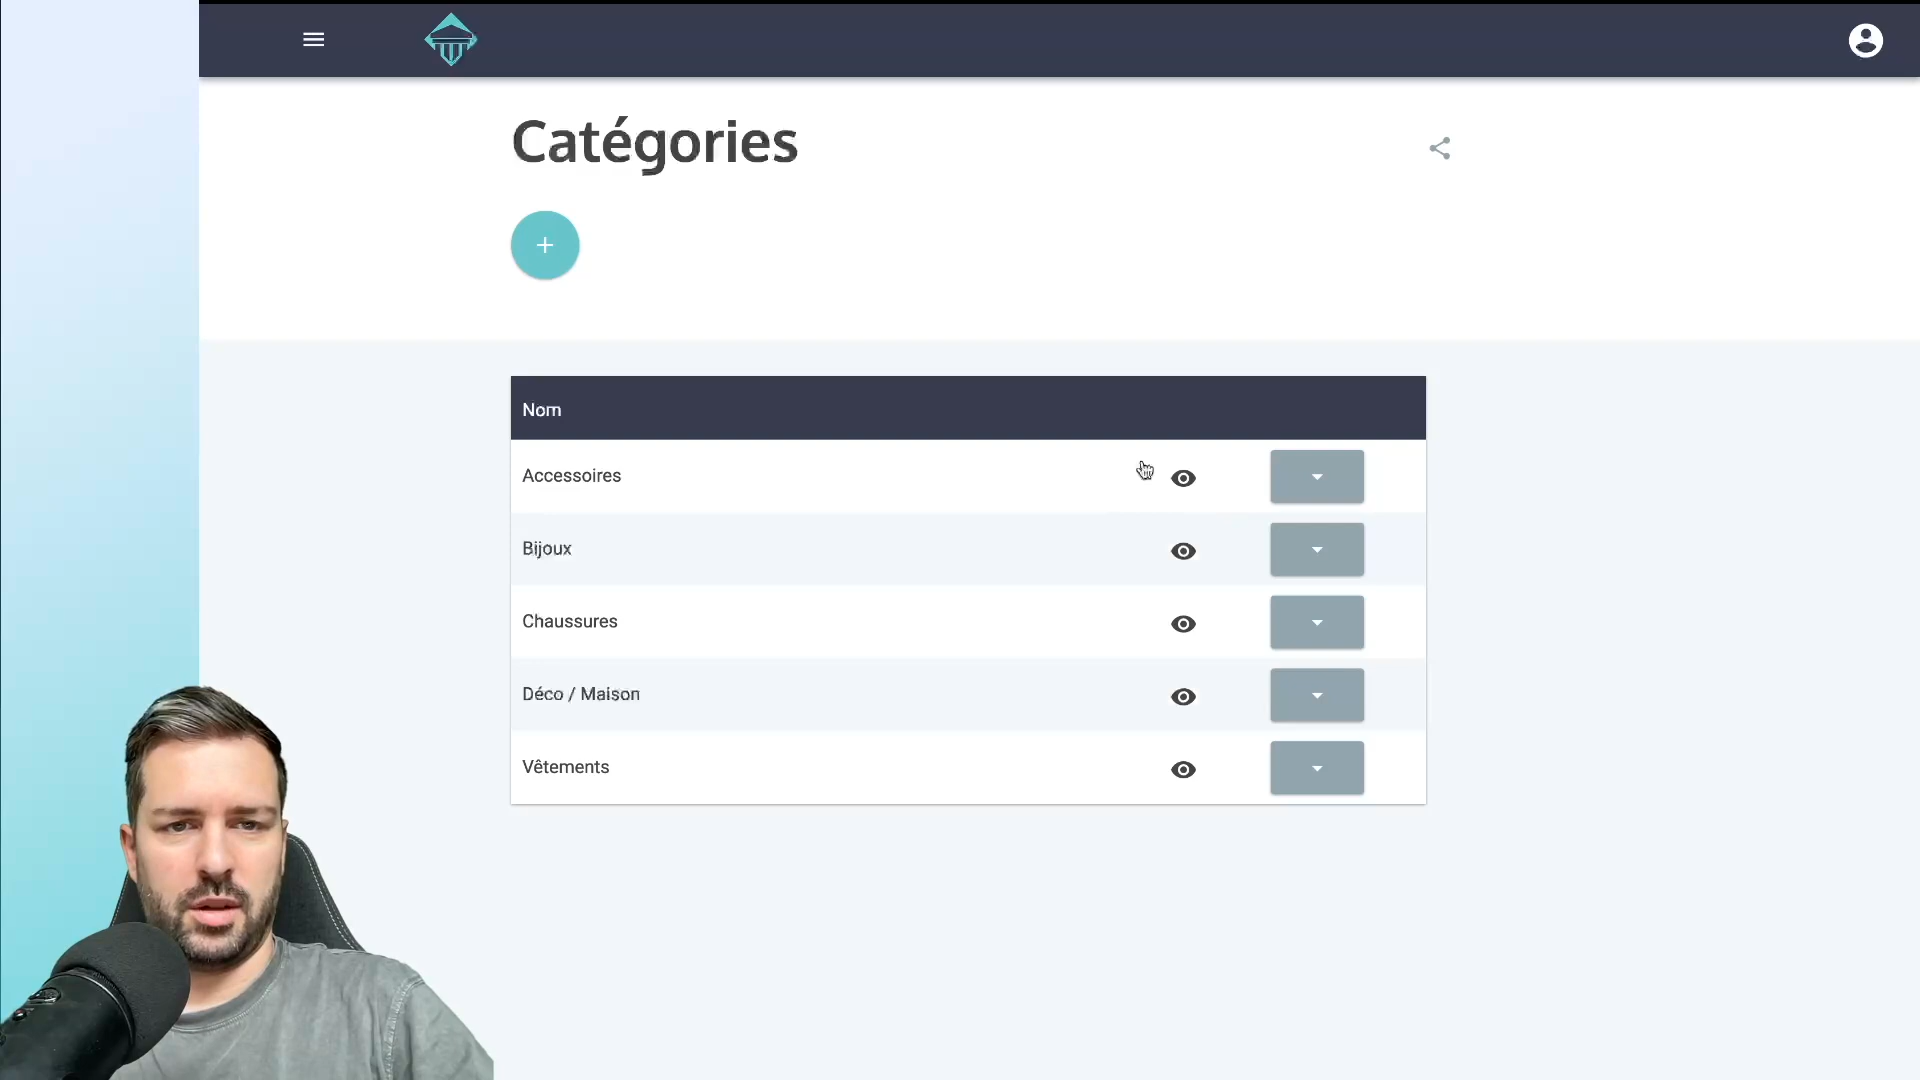 Catégories
Nom
Accessoires
Bijoux
Chaussures
Déco / Maison
Vêtements